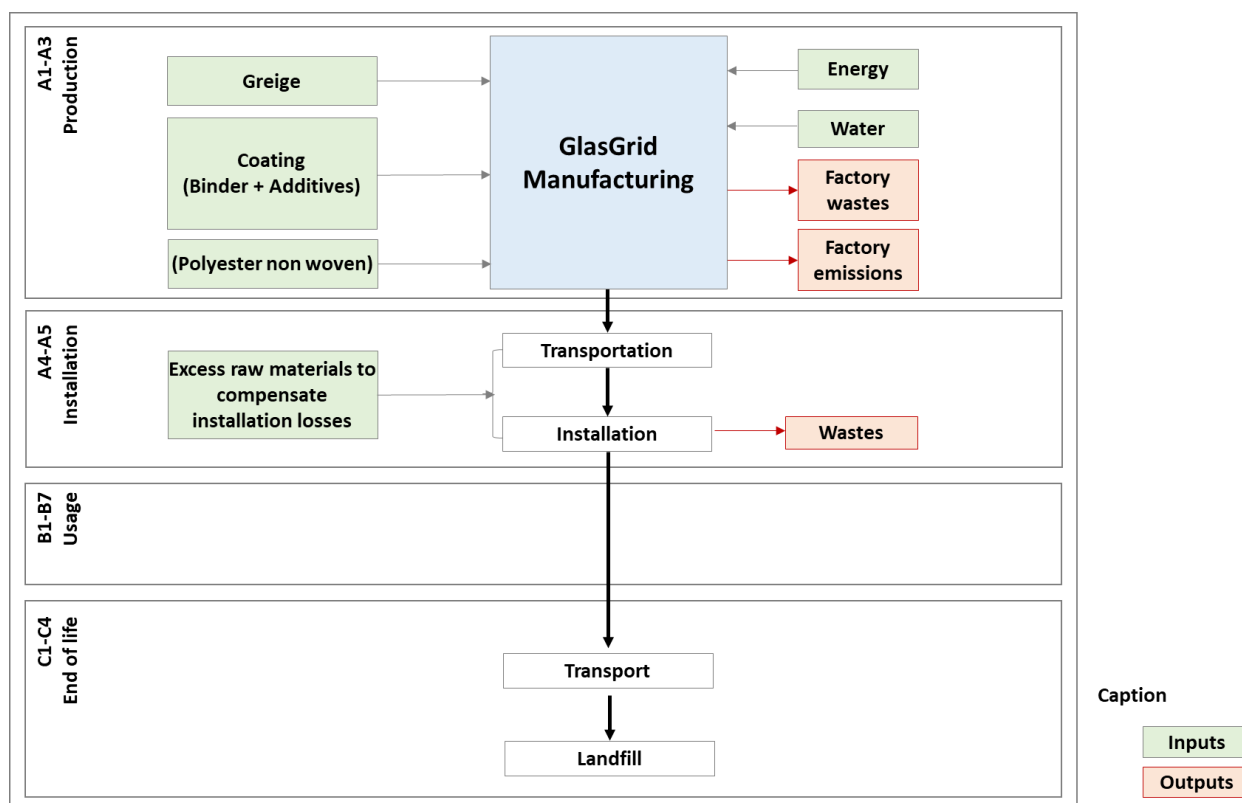 A1-A3
Production
Greige
Coating
(Binder + Additives)
(Polyester non woven)
GlasGrid
Manufacturing
Energy
Water
Factory
wastes
Factory
emissions
A4-A5
Installation
Excess raw materials to
compensate
installation losses
Transportation
Installation
Wastes
B1-B7
Usage
C1-C4
End of life
Transport
Landfill
Caption
Inputs
Outputs